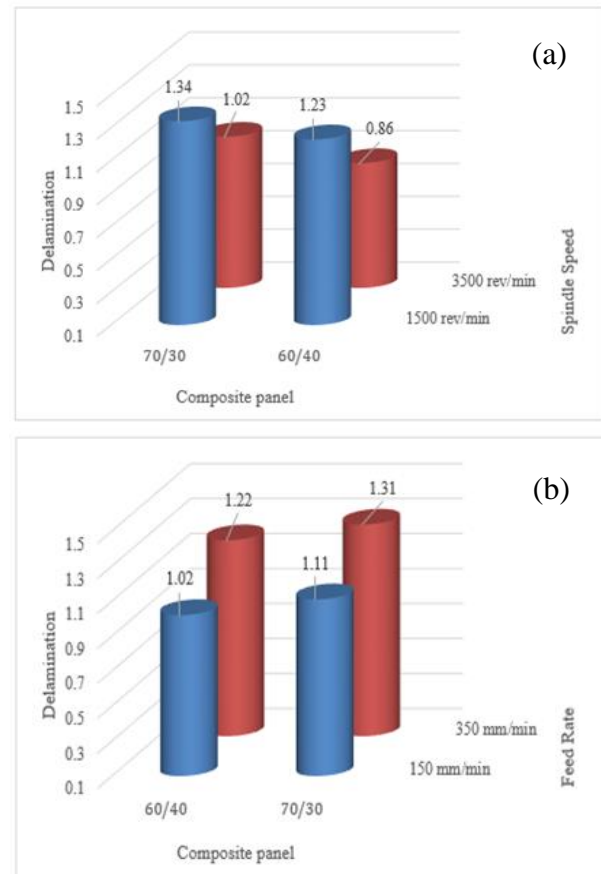 (a)
1.34
1.02
1.23
0.86
1.5
1.3
1.1
0.9
0.7
0.5
0.3
0.1
Delamination
3500 rev/min
1500 rev/min
Spindle Speed
70/30
60/40
Composite panel
(b)
1.22
1.31
1.02
1.11
1.5
1.3
1.1
0.9
0.7
0.5
0.3
0.1
Delamination
350 mm/min
150 mm/min
Feed Rate
60/40
70/30
Composite panel